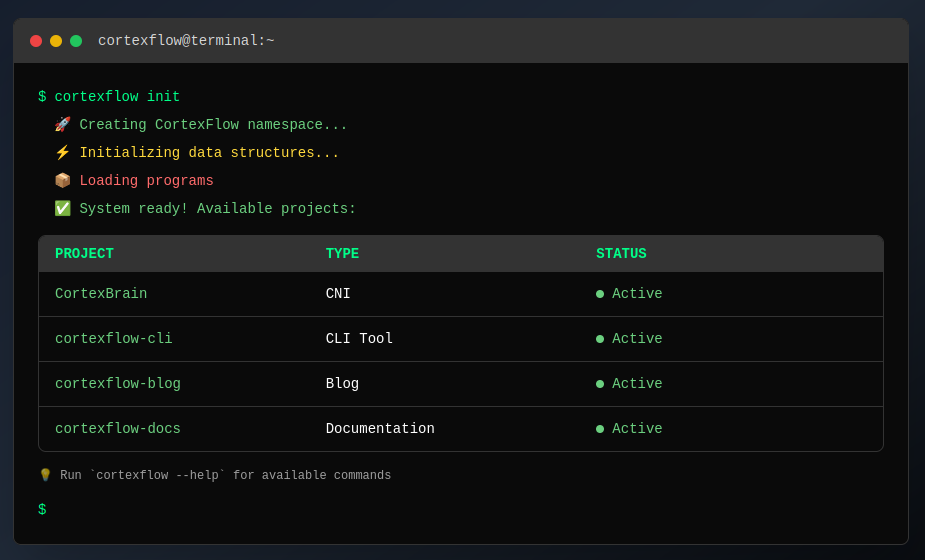 cortexflow@terminal:~
$ cortexflow init
🚀 Creating CortexFlow namespace...
⚡ Initializing data structures...
📦 Loading programs
✅ System ready! Available projects:
PROJECT TYPE STATUS
CortexBrain CNI Active
cortexflow-cli CLI Tool Active
cortexflow-blog Blog Active
cortexflow-docs Documentation Active
💡 Run `cortexflow --help` for available commands
$